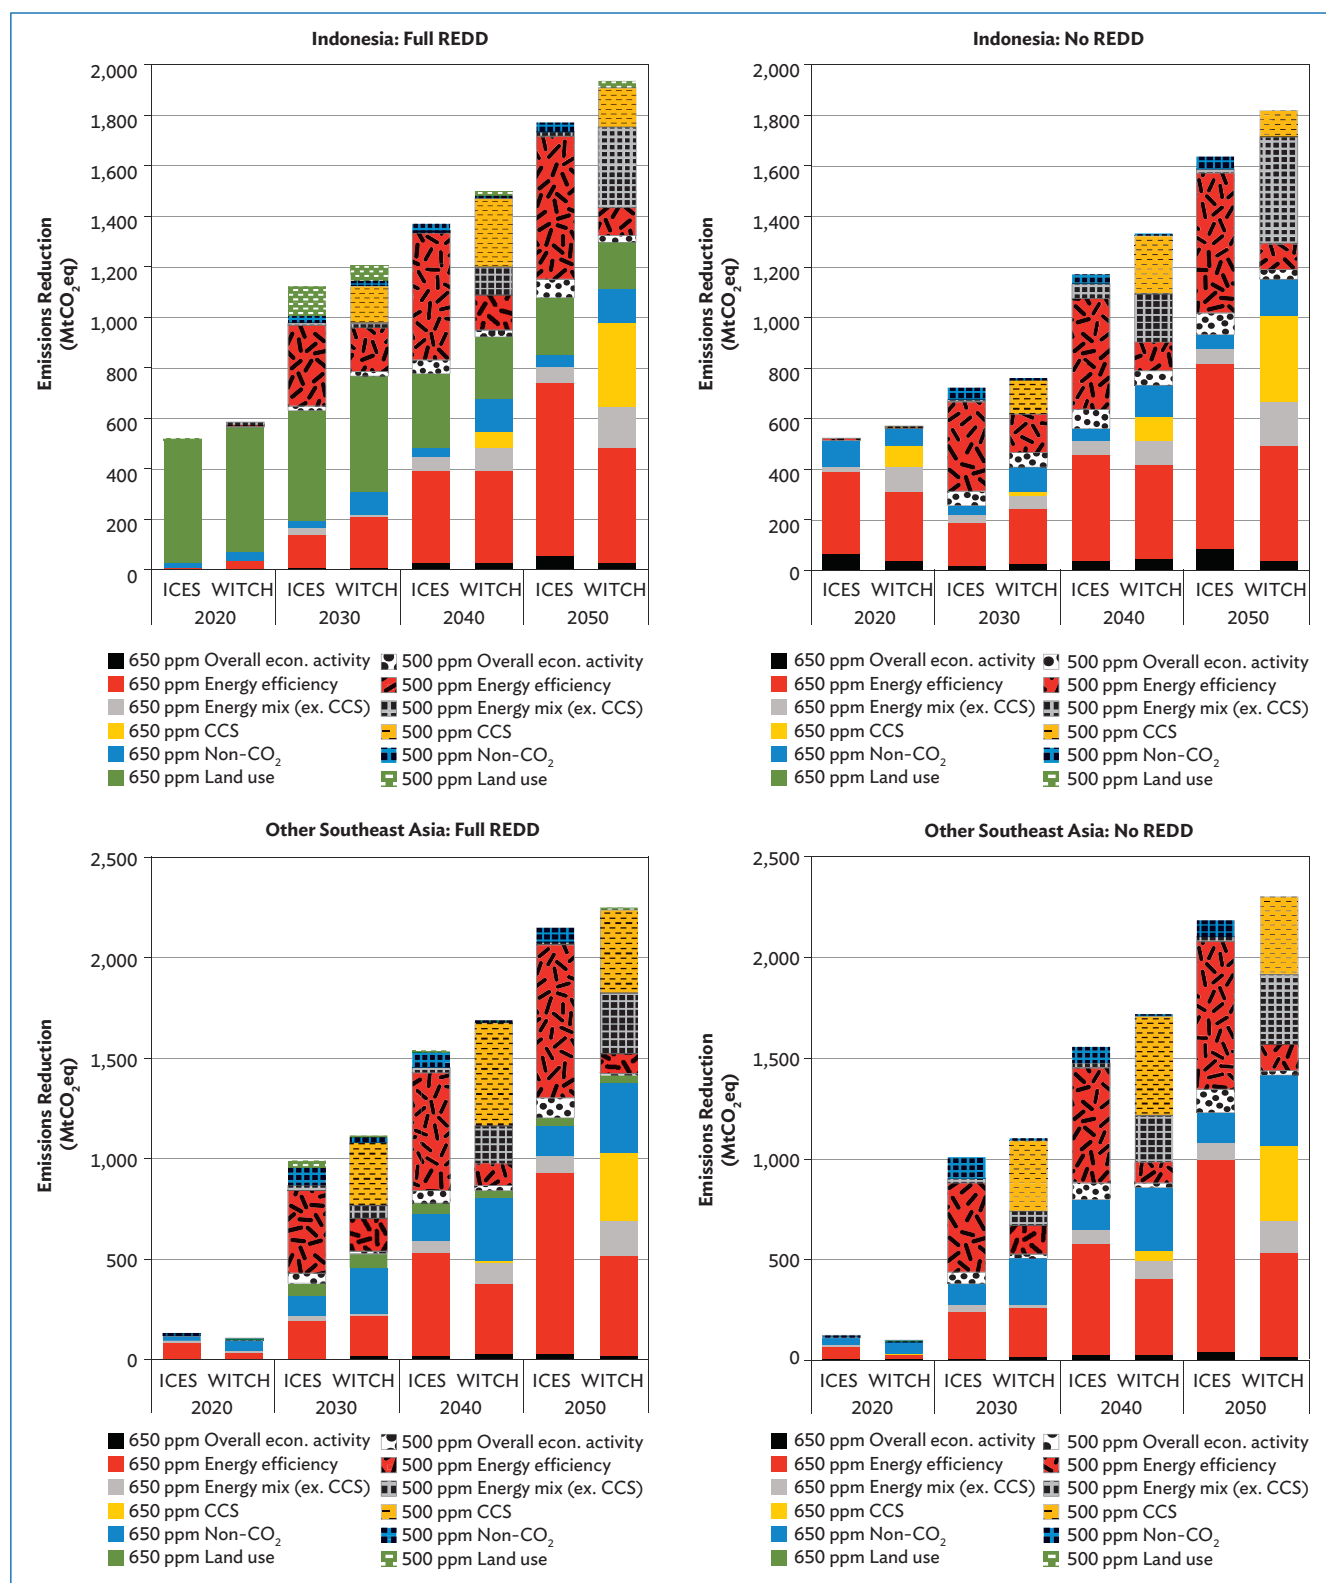 Indonesia: Full REDD
Emissions Reduction
(MtCO2eq)
2,000
1,800
1,600
1,400
1,200
1,000
800
600
400
200
0
ICES WITCH ICES WITCH ICES WITCH ICES WITCH
2020 2030 2040 2050
650 ppm Overall econ. activity
650 ppm Energy efficiency
650 ppm Energy mix (ex. CCS)
650 ppm CCS
650 ppm Non–CO2
650 ppm Land use
500 ppm Overall econ. activity
500 ppm Energy efficiency
500 ppm Energy mix (ex. CCS)
500 ppm CCS
500 ppm Non–CO2
500 ppm Land use
Indonesia: No REDD
Emissions Reduction
(MtCO2eq)
2,000
1,800
1,600
1,400
1,200
1,000
800
600
400
200
0
ICES WITCH ICES WITCH ICES WITCH ICES WITCH
2020 2030 2040 2050
650 ppm Overall econ. activity
650 ppm Energy efficiency
650 ppm Energy mix (ex. CCS)
650 ppm CCS
650 ppm Non–CO2
650 ppm Land use
500 ppm Overall econ. activity
500 ppm Energy efficiency
500 ppm Energy mix (ex. CCS)
500 ppm CCS
500 ppm Non–CO2
500 ppm Land use
Other Southeast Asia: Full REDD
Emissions Reduction
(MtCO2eq)
2,500
2,000
1,500
1,000
500
0
ICES WITCH ICES WITCH ICES WITCH ICES WITCH
2020 2030 2040 2050
650 ppm Overall econ. activity
650 ppm Energy efficiency
650 ppm Energy mix (ex. CCS)
650 ppm CCS
650 ppm Non–CO2
650 ppm Land use
500 ppm Overall econ. activity
500 ppm Energy efficiency
500 ppm Energy mix (ex. CCS)
500 ppm CCS
500 ppm Non–CO2
500 ppm Land use
Other Southeast Asia: No REDD
Emissions Reduction
(MtCO2eq)
2,500
2,000
1,500
1,000
500
0
ICES WITCH ICES WITCH ICES WITCH ICES WITCH
2020 2030 2040 2050
650 ppm Overall econ. activity
650 ppm Energy efficiency
650 ppm Energy mix (ex. CCS)
650 ppm CCS
650 ppm Non–CO2
650 ppm Land use
500 ppm Overall econ. activity
500 ppm Energy efficiency
500 ppm Energy mix (ex. CCS)
500 ppm CCS
500 ppm Non–CO2
500 ppm Land use